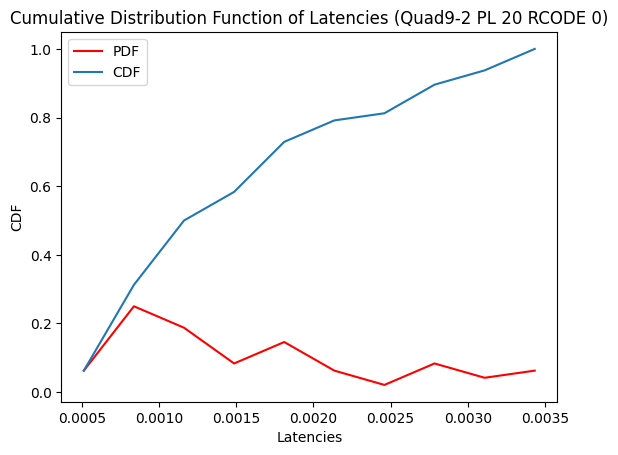 Cumulative Distribution Function of Latencies (Quad9-2 PL 20 RCODE 0)
PDF
CDF
1.0
0.8
0.6
0.4
0.2
0.0
CDF
0.0005 0.0010 0.0015 0.0020 0.0025 0.0030 0.0035
Latencies